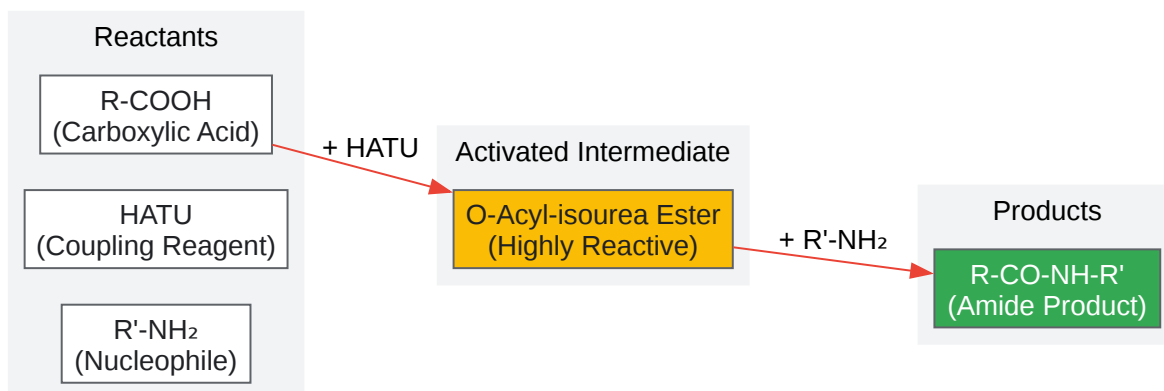 Reactants
R-COOH
(Carboxylic Acid)
HATU
(Coupling Reagent)
R'-NH₂
(Nucleophile)
+ HATU
Activated Intermediate
O-Acyl-isourea Ester
(Highly Reactive)
+ R'-NH₂
Products
R-CO-NH-R'
(Amide Product)